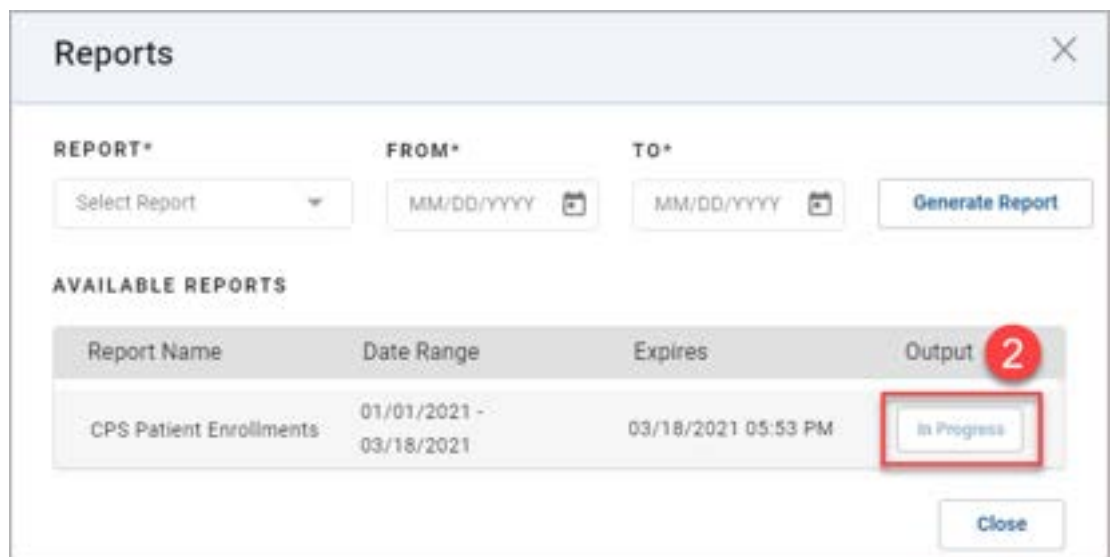 Reports
REPORT* FROM* TO*
Select Report MM/DD/YYYY MM/DD/YYYY Generate Report
AVAILABLE REPORTS
Report Name Date Range Expires Output 2
CPS Patient Enrollments 01/01/2021 - 03/18/2021 03/18/2021 05:53 PM In Progress
Close